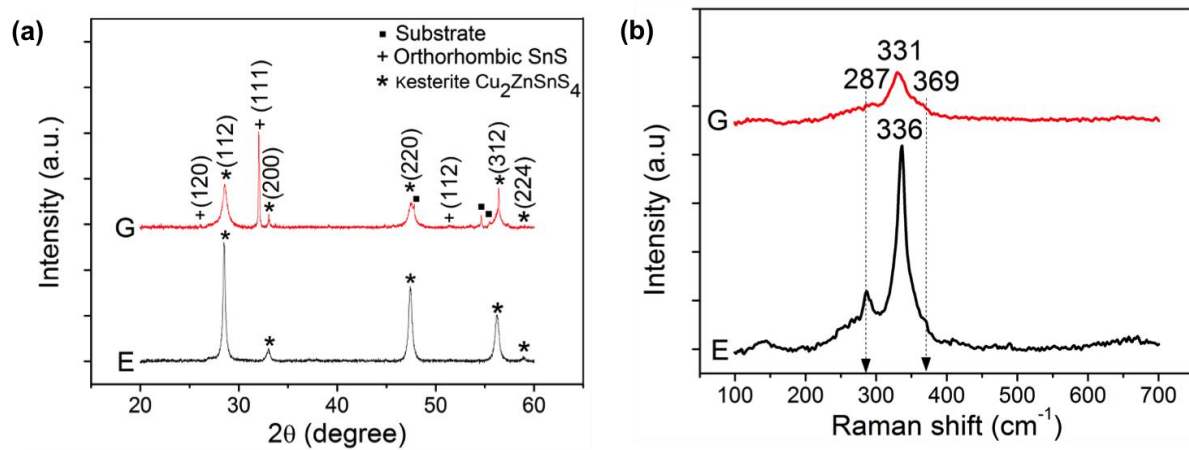 (a)
■ Substrate
+ Orthorhombic SnS
* Kesterite Cu₂ZnSnS₄
+(120)
*(112)
+(111)
*(200)
*(220)
■
+(112)
■
■
*(312)
*(224)
G
*
*
*
*
*
E
Intensity (a.u.)
20 30 40 50 60
2θ (degree)
(b)
331
287 369
G
336
E
Intensity (a.u)
100 200 300 400 500 600 700
Raman shift (cm⁻¹)